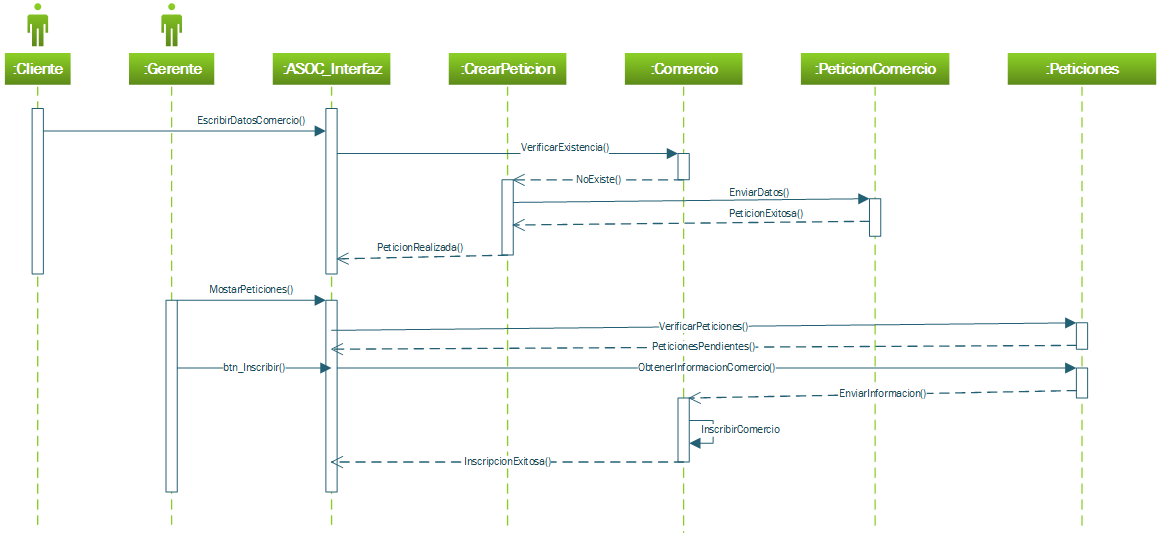 :Cliente
:Gerente
:ASOC_Interfaz
:CrearPeticion
:Comercio
:PeticionComercio
:Peticiones
EscribirDatosComercio()
VerificarExistencia()
NoExiste()
EnviarDatos()
PeticionExitosa()
PeticionRealizada()
MostarPeticiones()
VerificarPeticiones()
PeticionesPendientes()
btn_Inscribir()
ObtenerInformacionComercio()
EnviarInformacion()
InscribirComercio
InscripcionExitosa()